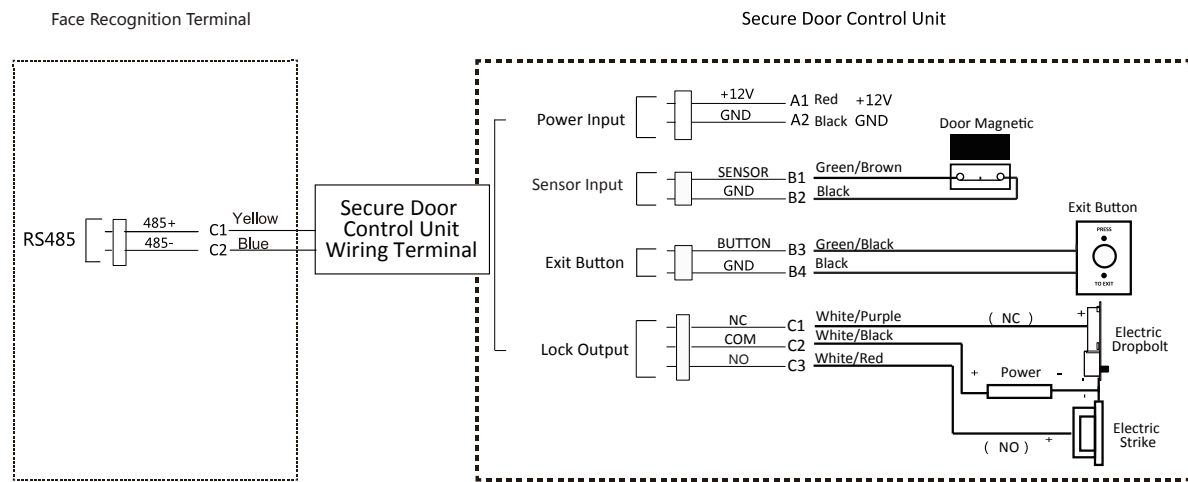 Face Recognition Terminal
Secure Door Control Unit
RS485
485+ C1 Yellow
485- C2 Blue
Secure Door
Control Unit
Wiring Terminal
Power Input
+12V A1 Red +12V
GND A2 Black GND
Door Magnetic
Sensor Input
SENSOR B1 Green/Brown
GND B2 Black
Exit Button
Exit Button
BUTTON B3 Green/Black
GND B4 Black
PRESS
TO EXIT
Lock Output
NC C1 White/Purple ( NC ) +
COM C2 White/Black
NO C3 White/Red
Electric
Dropbolt
+ Power -
Electric
Strike
( NO ) +